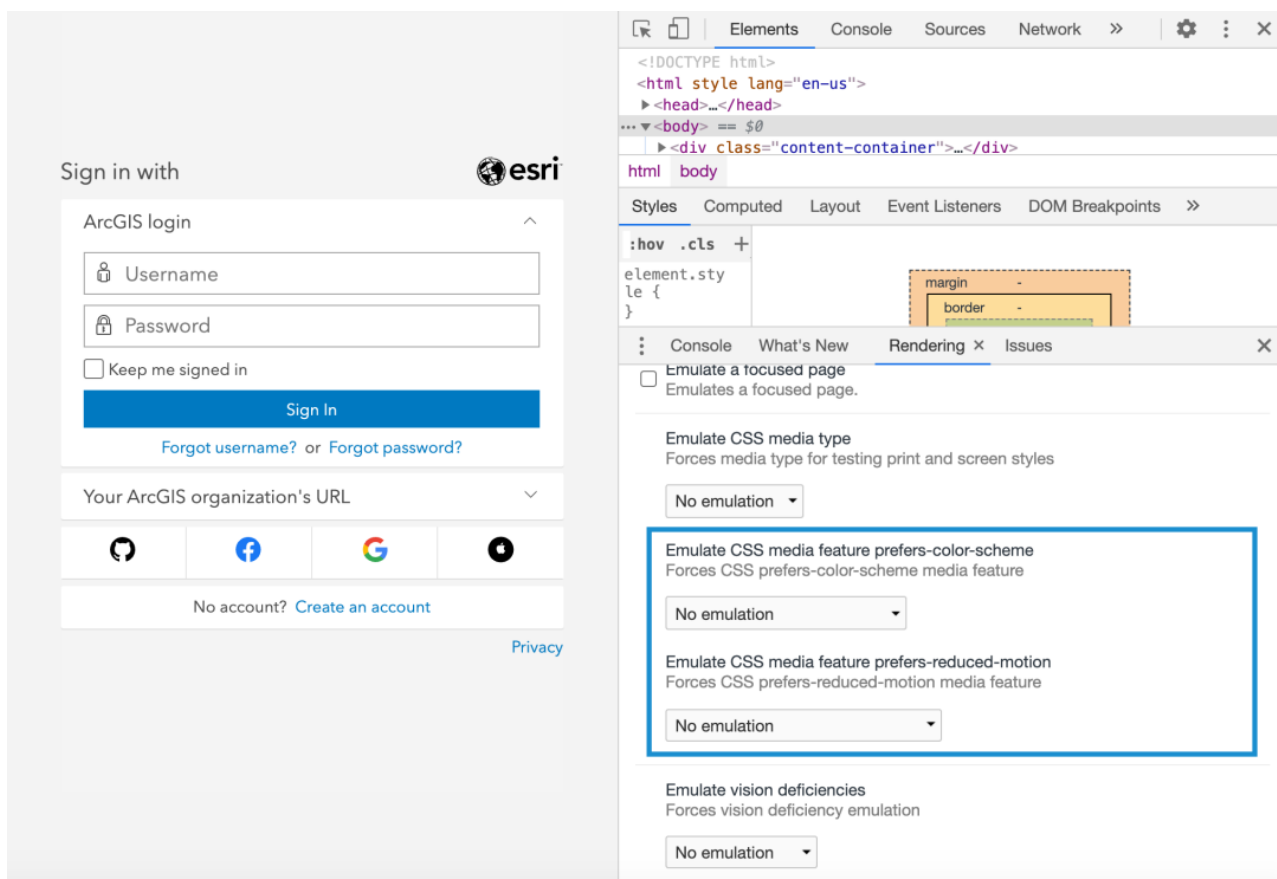 Sign in with
esri
ArcGIS login
Username
Password
Keep me signed in
Sign In
Forgot username? or Forgot password?
Your ArcGIS organization's URL
No account? Create an account
Privacy
Elements Console Sources Network »
<!DOCTYPE html>
<html style lang="en-us">
<head>…</head>
… <body> == $0
<div class="content-container">…</div>
html body
Styles Computed Layout Event Listeners DOM Breakpoints »
:hov .cls +
element.sty
le {
}
margin -
border -
Console What's New Rendering × Issues
Emulate a focused page
Emulates a focused page.
Emulate CSS media type
Forces media type for testing print and screen styles
No emulation
Emulate CSS media feature prefers-color-scheme
Forces CSS prefers-color-scheme media feature
No emulation
Emulate CSS media feature prefers-reduced-motion
Forces CSS prefers-reduced-motion media feature
No emulation
Emulate vision deficiencies
Forces vision deficiency emulation
No emulation